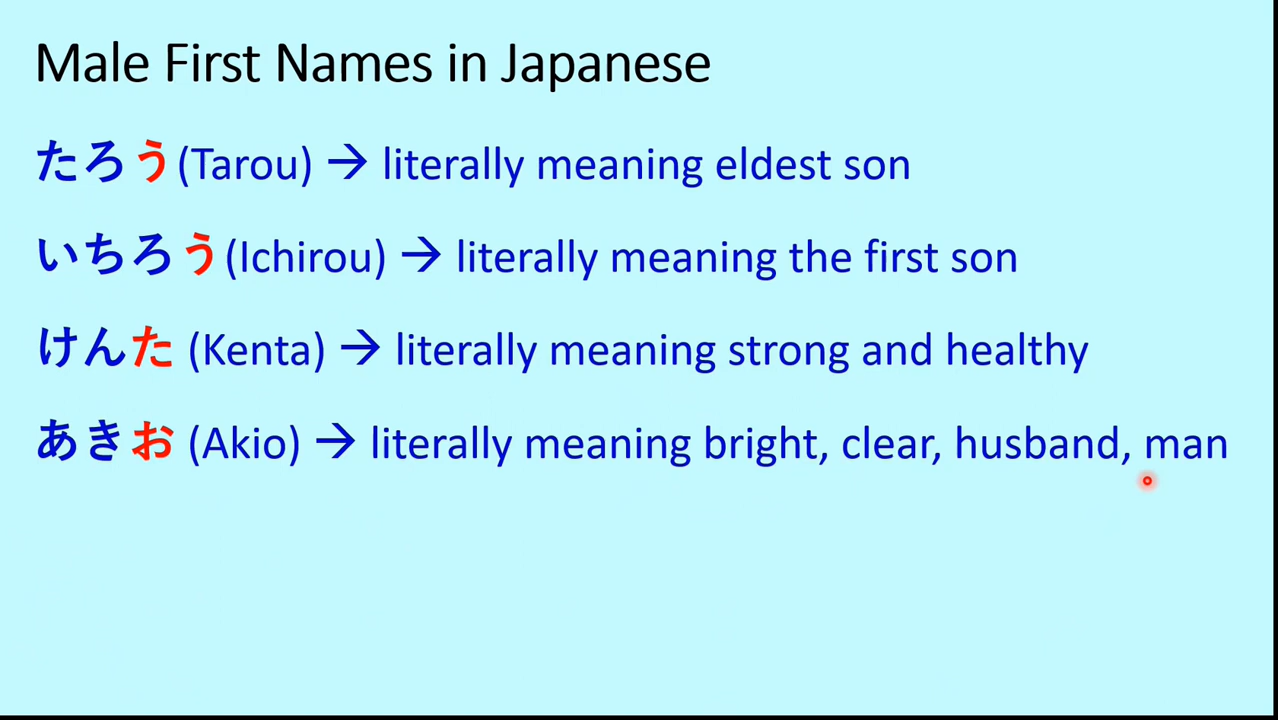 Male First Names in Japanese
たろう(Tarou) → literally meaning eldest son
いちろう(Ichirou) → literally meaning the first son
けんた (Kenta) → literally meaning strong and healthy
あきお (Akio) → literally meaning bright, clear, husband, man